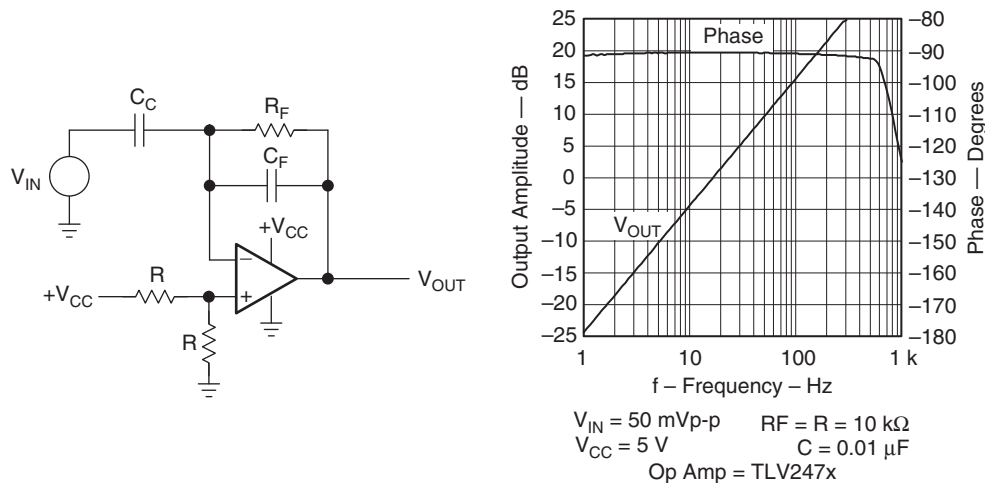 C_C
R_F
C_F
V_IN
+V_CC
−
+
V_OUT
+V_CC
R
R
Output Amplitude — dB
25
20
15
10
5
0
−5
−10
−15
−20
−25
Phase
V_OUT
−80
−90
−100
−110
−120
−130
−140
−150
−160
−170
−180
Phase — Degrees
1 10 100 1 k
f – Frequency – Hz
V_IN = 50 mVp-p RF = R = 10 kΩ
V_CC = 5 V C = 0.01 μF
Op Amp = TLV247x